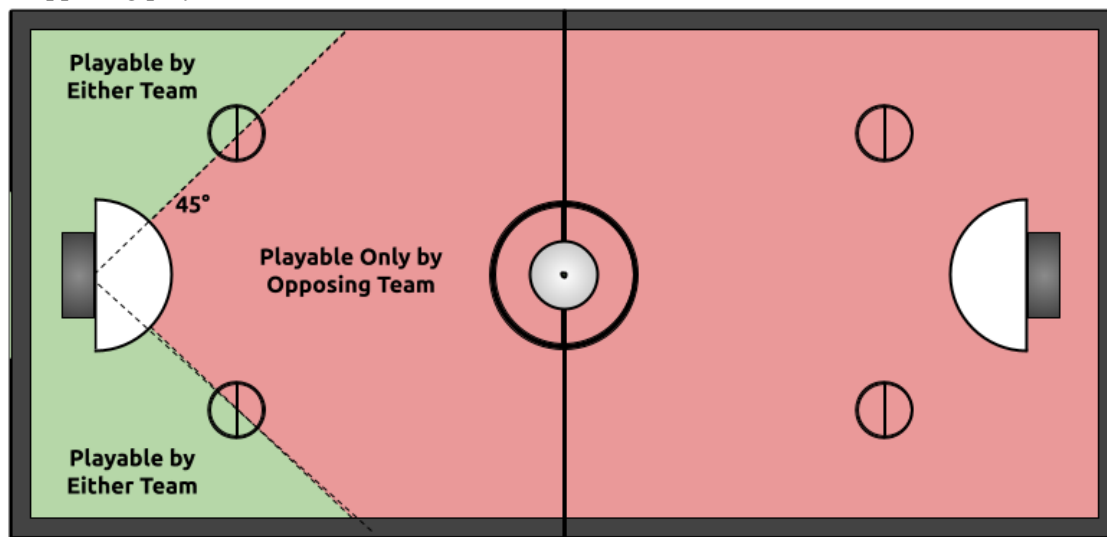 Playable by
Either Team
45°
Playable Only by
Opposing Team
Playable by
Either Team